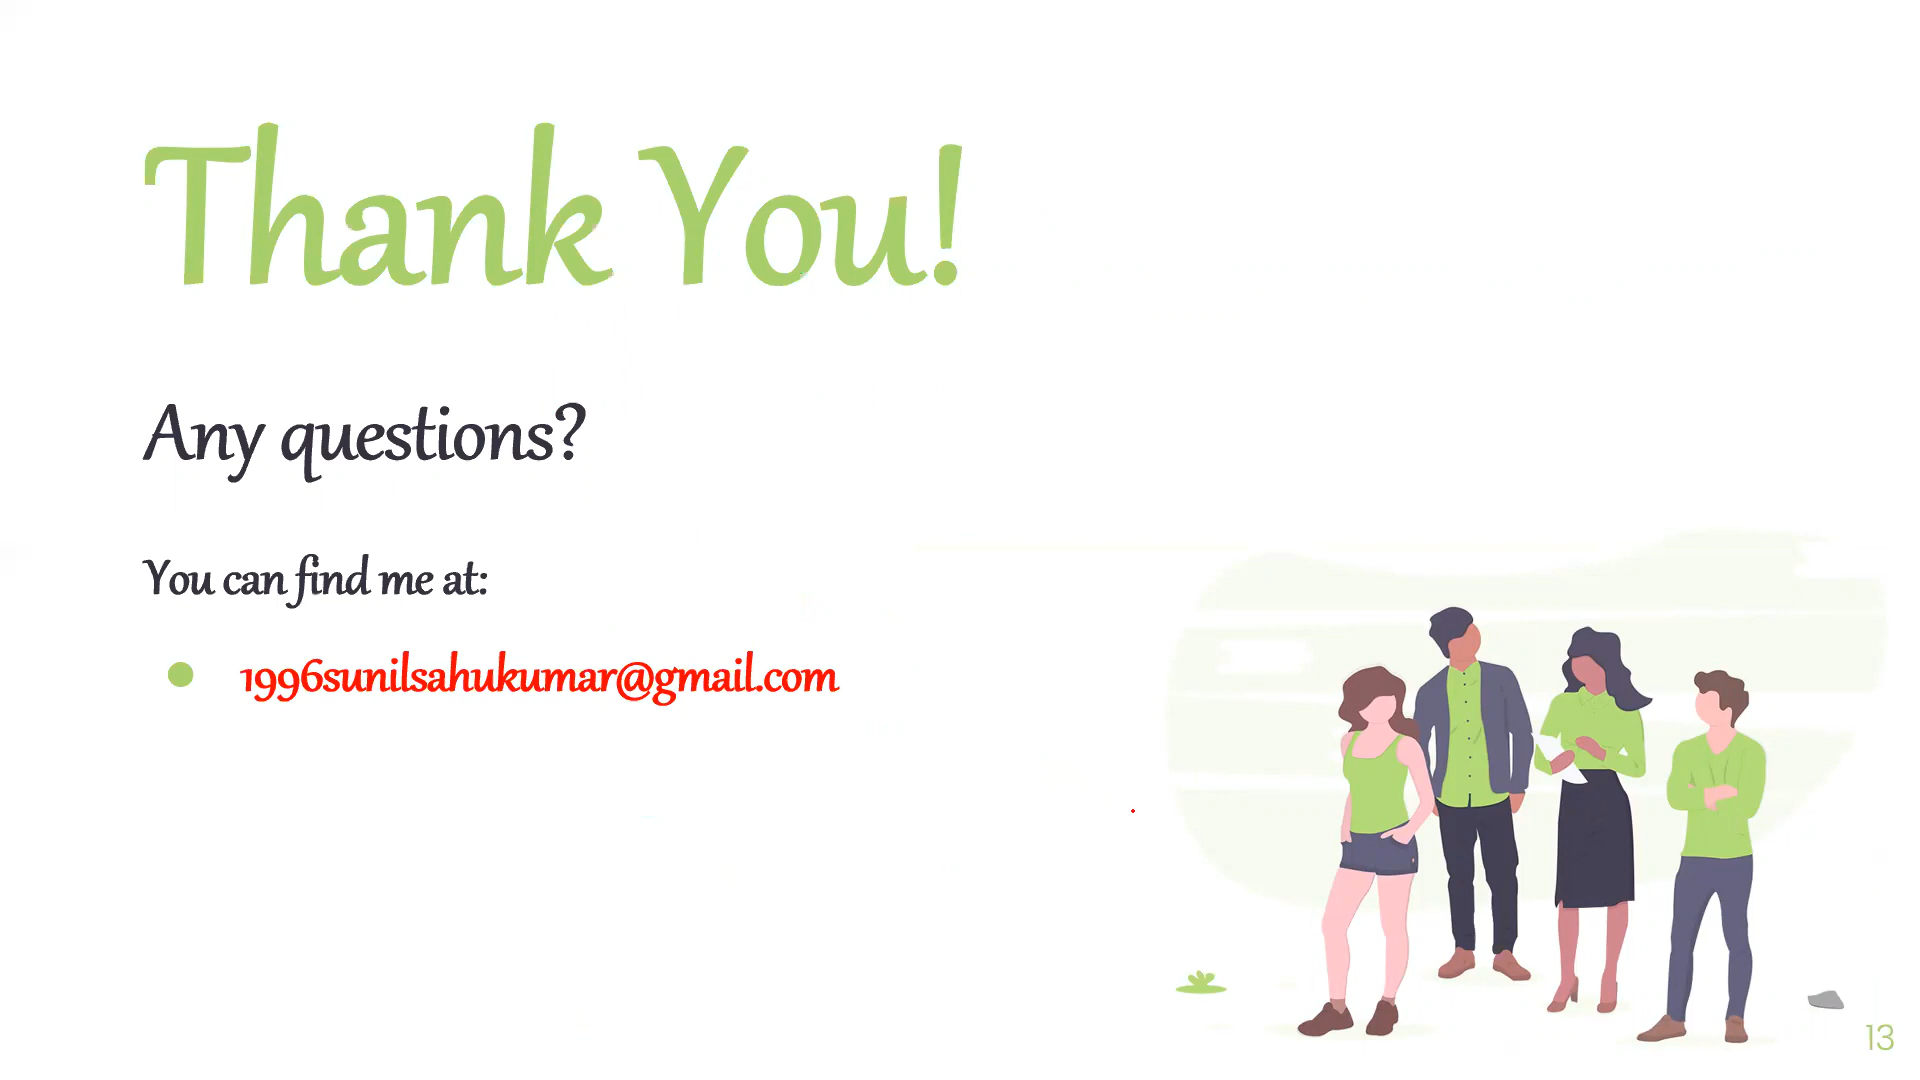 Thank You!
Any questions?
You can find me at:
1996sunilsahukumar@gmail.com
13